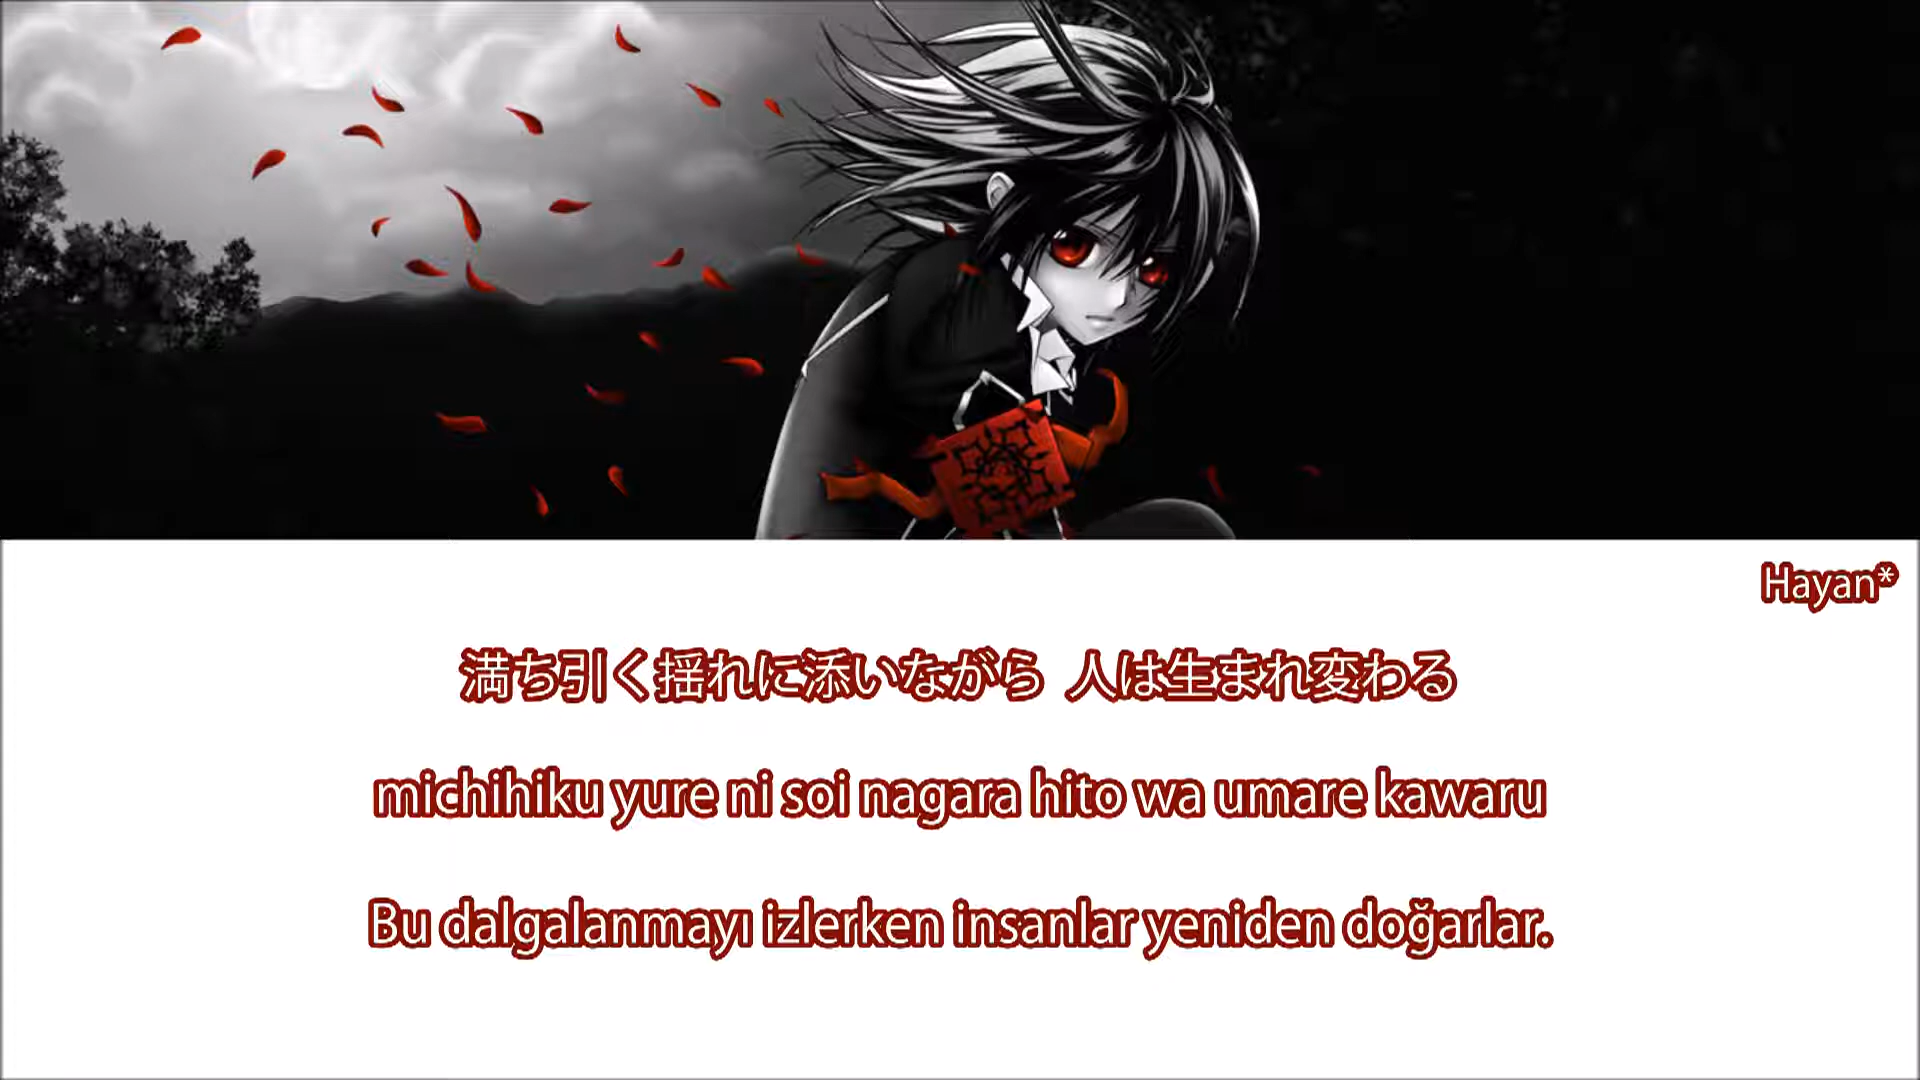 Hayan*
満ち引く揺れに添いながら 人は生まれ変わる
michihiku yure ni soi nagara hito wa umare kawaru
Bu dalgalanmayı izlerken insanlar yeniden doğarlar.